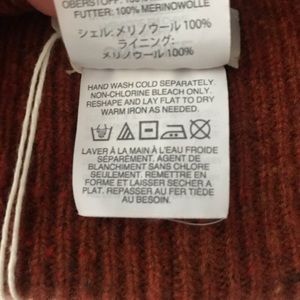 OBERSTOFF: 100%
FUTTER: 100% MERINOWOLLE
シェル: メリノウール 100%
ライニング:
メリノウール 100%
HAND WASH COLD SEPARATELY.
NON-CHLORINE BLEACH ONLY.
RESHAPE AND LAY FLAT TO DRY
WARM IRON AS NEEDED.
LAVER À LA MAIN À L'EAU FROIDE
SÉPARÉMENT. AGENT DE
BLANCHIMENT SANS CHLORE
SEULEMENT. REMETTRE EN
FORME ET LAISSER SECHER A
PLAT. REPASSER AU FER TIÈDE
AU BESOIN.